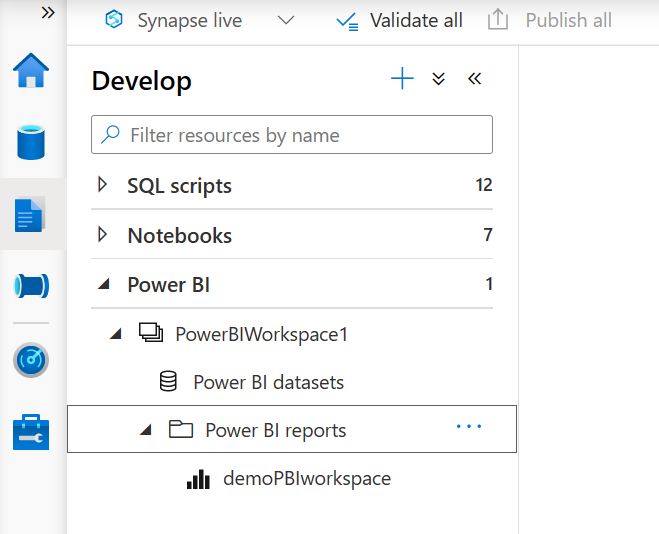 Synapse live Validate all Publish all
Develop
Filter resources by name
SQL scripts 12
Notebooks 7
Power BI 1
PowerBIWorkspace1
Power BI datasets
Power BI reports
demoPBIworkspace